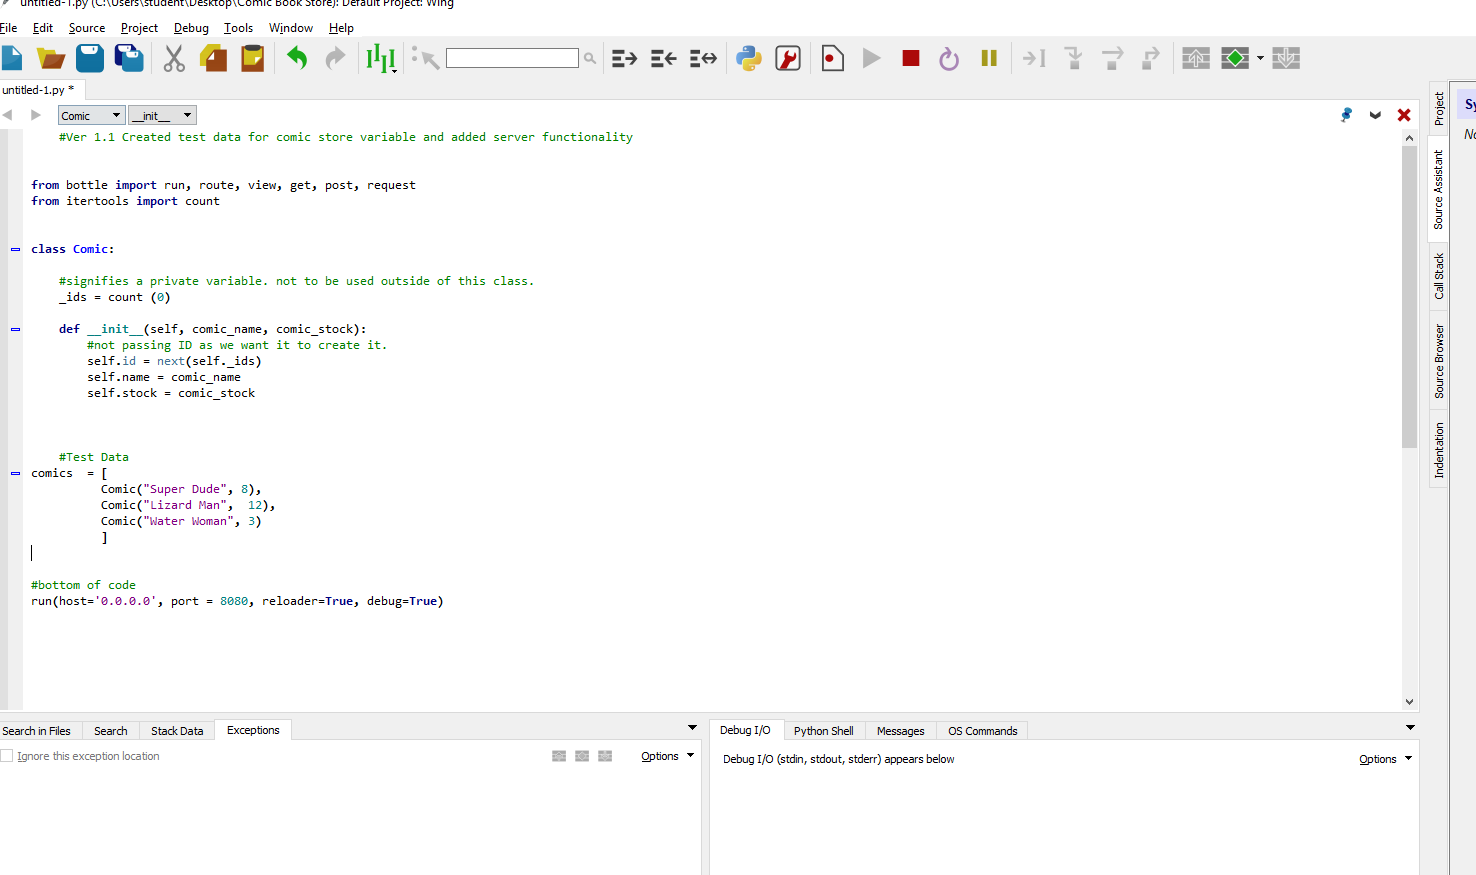 untitled-1.py (C:\Users\student\Desktop\Comic Book Store): Default Project: Wing
File Edit Source Project Debug Tools Window Help
untitled-1.py *
Comic __init__
#Ver 1.1 Created test data for comic store variable and added server functionality
from bottle import run, route, view, get, post, request
from itertools import count
class Comic:
#signifies a private variable. not to be used outside of this class.
_ids = count (0)
def __init__(self, comic_name, comic_stock):
#not passing ID as we want it to create it.
self.id = next(self._ids)
self.name = comic_name
self.stock = comic_stock
#Test Data
comics  = [
Comic("Super Dude", 8),
Comic("Lizard Man",  12),
Comic("Water Woman", 3)
]
#bottom of code
run(host='0.0.0.0', port = 8080, reloader=True, debug=True)
Project
Source Assistant
Call Stack
Source Browser
Indentation
Search in Files Search Stack Data Exceptions
Ignore this exception location Options
Debug I/O Python Shell Messages OS Commands
Debug I/O (stdin, stdout, stderr) appears below Options